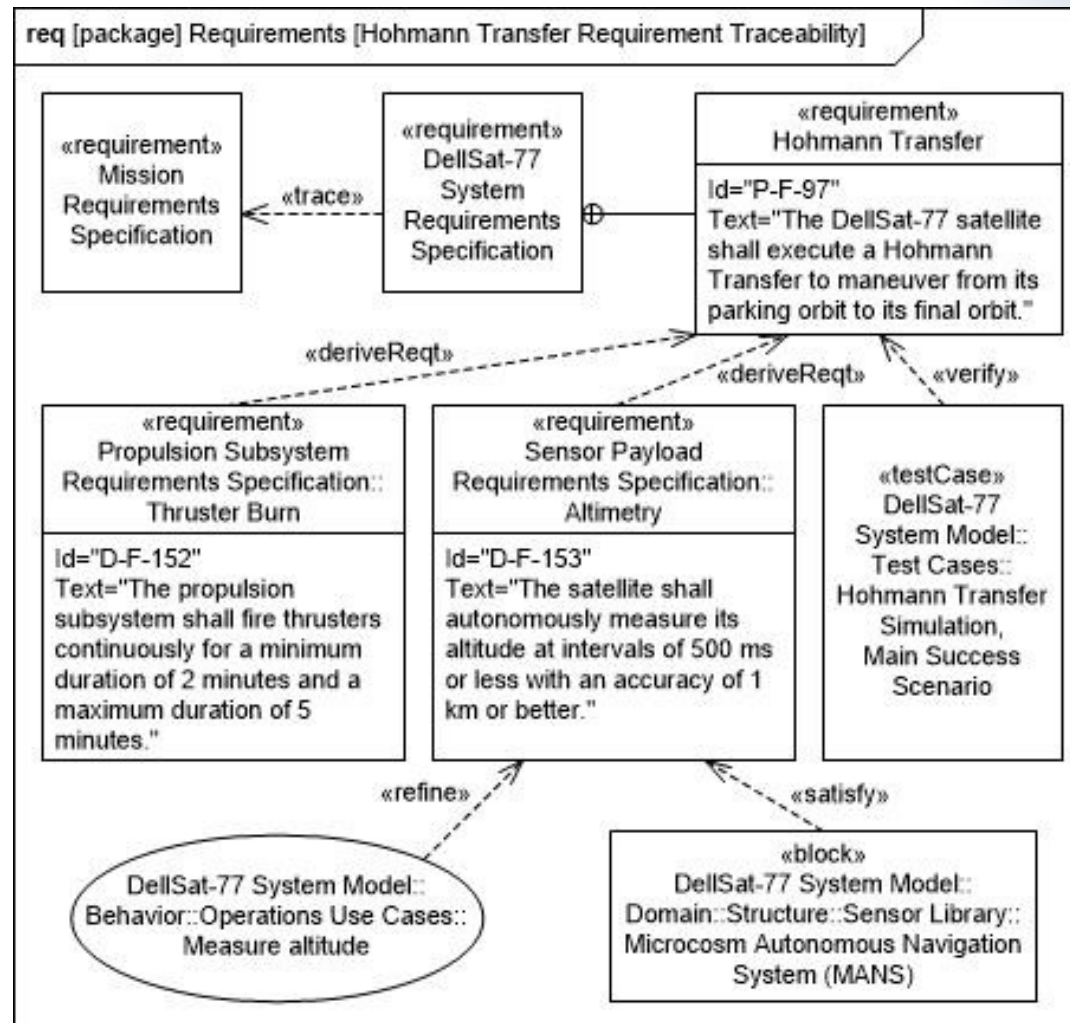 req [package] Requirements [Hohmann Transfer Requirement Traceability]
«requirement»
Mission
Requirements
Specification
«trace»
«requirement»
DellSat-77
System
Requirements
Specification
«requirement»
Hohmann Transfer
Id="P-F-97"
Text="The DellSat-77 satellite
shall execute a Hohmann
Transfer to maneuver from its
parking orbit to its final orbit."
«deriveReqt»
«deriveReqt»
«verify»
«requirement»
Propulsion Subsystem
Requirements Specification::
Thruster Burn
Id="D-F-152"
Text="The propulsion
subsystem shall fire thrusters
continuously for a minimum
duration of 2 minutes and a
maximum duration of 5
minutes."
«requirement»
Sensor Payload
Requirements Specification::
Altimetry
Id="D-F-153"
Text="The satellite shall
autonomously measure its
altitude at intervals of 500 ms
or less with an accuracy of 1
km or better."
«testCase»
DellSat-77
System Model::
Test Cases::
Hohmann Transfer
Simulation,
Main Success
Scenario
«refine»
«satisfy»
DellSat-77 System Model::
Behavior::Operations Use Cases::
Measure altitude
«block»
DellSat-77 System Model::
Domain::Structure::Sensor Library::
Microcosm Autonomous Navigation
System (MANS)